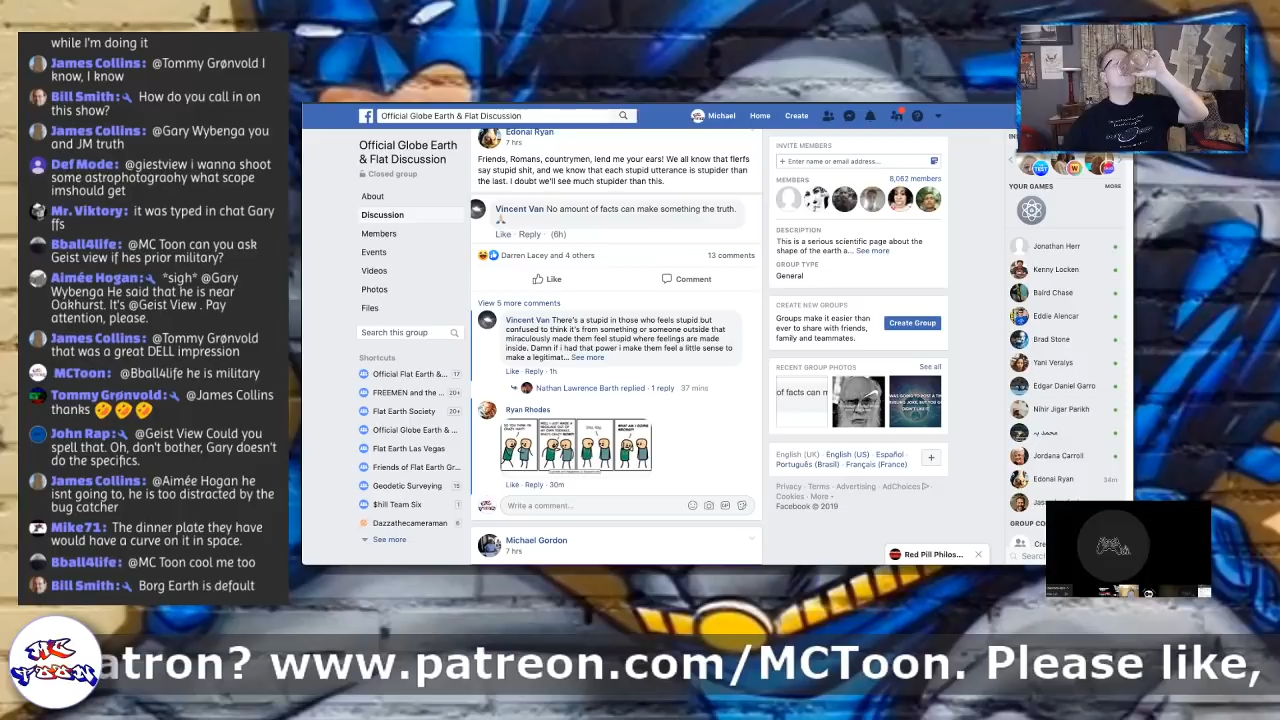 while I'm doing it
James Collins: @Tommy Grønvold I
know, I know
Bill Smith: How do you call in on
this show?
James Collins: @Gary Wybenga you
and JM truth
Def Mode: @giestview i wanna shoot
somarsphotography what scope
imshould get
Mr. Viktory: it was typed in chat Gary
ffs
Bball4life: @MC Toon can you ask
Geist view if hes prior military?
Aimée Hogan: *sigh* @Gary
Wybenga He said that he is near
Oakhurst. It's @Geist View . Pay
attention, please.
James Collins: @Tommy Grønvold
that was a great DELL impression
MCToon: @Bball4life he is military
Tommy Grønvold: @James Collins
thanks
John Rap: @Geist View Could you
spell that. Oh, don't bother, Gary doesn't
do the specifics.
James Collins: @Aimée Hogan he
isnt going to, he is too distracted by the
bug catcher
Mike71: The dinner plate they have
would have a curve on it in space.
Bball4life: @MC Toon cool me too
Bill Smith: Borg Earth is default
Official Globe Earth & Flat Discussion
Michael
Home
Create
Official Globe Earth
& Flat Discussion
Closed group
About
Discussion
Members
Events
Videos
Photos
Files
Search this group
Shortcuts
Official Flat Earth &... 17
FREEMEN and the ... 20+
Flat Earth Society 20+
Official Globe Earth & ...
Flat Earth Las Vegas
Friends of Flat Earth Gr...
Geodetic Surveying 15
$hill Team Six 1
Dazzathecameraman 6
See more
Edonai Ryan
7 hrs
Friends, Romans, countrymen, lend me your ears! We all know that flerfs
say stupid shit, and we know that each stupid utterance is stupider than
the last. I doubt we'll see much stupider than this.
Vincent Van No amount of facts can make something the truth.
Like · Reply · (6h)
Darren Lacey and 4 others
13 comments
Like
Comment
View 5 more comments
Vincent Van There's a stupid in those who feels stupid but
confused to think it's from something or someone outside that
miraculously made them feel stupid where feelings are made
inside. Damn if i had that power i make them feel a little sense to
make a legitimat... See more
Like · Reply · 1h
Nathan Lawrence Barth replied · 1 reply 37 mins
Ryan Rhodes
Like · Reply · 30m
Write a comment...
Michael Gordon
7 hrs
INVITE MEMBERS
+ Enter name or email address...
MEMBERS
8,062 members
DESCRIPTION
This is a serious scientific page about the
shape of the earth a... See more
GROUP TYPE
General
CREATE NEW GROUPS
Groups make it easier than
ever to share with friends,
family and teammates.
Create Group
RECENT GROUP PHOTOS
See all
of facts can m
English (UK) · English (US) · Español ·
Português (Brasil) · Français (France)
+
Privacy · Terms · Advertising · AdChoices
Cookies · More
Facebook © 2019
Red Pill Philos...
YOUR GAMES
MORE
Jonathan Herr
Kenny Locken
Baird Chase
Eddie Alencar
Brad Stone
Yani Veralys
Edgar Daniel Garro
Nihir Jigar Parikh
Jordana Carroll
Edonai Ryan 34m
GROUP CO
Search
MC
TOON
atron? www.patreon.com/MCToon. Please like,